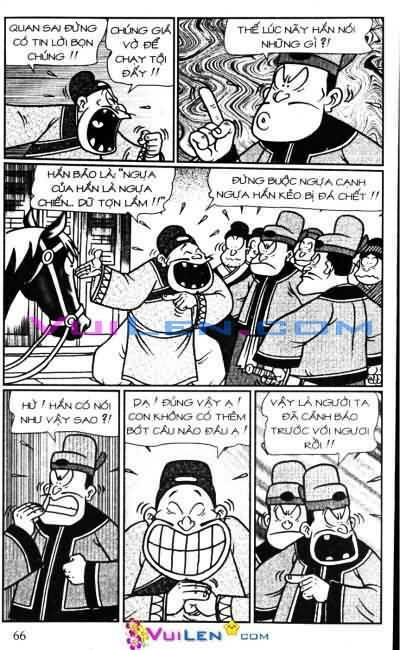 QUAN SAI ĐỪNG
CÓ TIN LỜI BỌN
CHÚNG !!
CHÚNG GIẢ
VỜ ĐỂ
CHẠY TỘI
ĐẤY !!
THẾ LÚC NÃY HẮN NÓI
NHỮNG GÌ ?!
HẮN BẢO LÀ: "NGỰA
CỦA HẮN LÀ NGỰA
CHIẾN.. DỮ TỢN LẮM !!"
ĐỪNG BUỘC NGỰA CẠNH
NGỰA HẮN KẺO BỊ ĐÁ CHẾT !!
VUILEN.COM
HỪ ! HẮN CÓ NÓI
NHƯ VẬY SAO ?!
DẠ ! ĐÚNG VẬY Ạ !
CON KHÔNG CÓ THÊM
BỚT CÂU NÀO ĐÂU Ạ !
VẬY LÀ NGƯỜI TA
ĐÃ CẢNH BÁO
TRƯỚC VỚI NGƯƠI
RỒI !!
66
VUILEN.COM